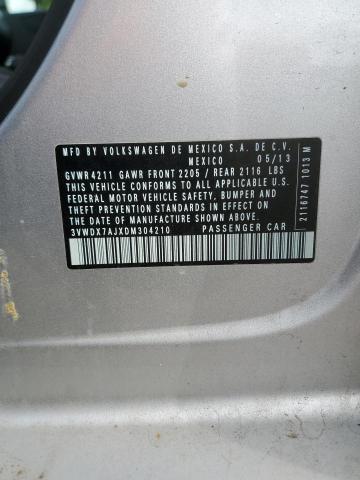 MFD BY VOLKSWAGEN DE MEXICO S.A. DE C.V.
MEXICO 05/13
GVWR4211 GAWR FRONT 2205 / REAR 2116 LBS
THIS VEHICLE CONFORMS TO ALL APPLICABLE U.S.
FEDERAL MOTOR VEHICLE SAFETY, BUMPER, AND
THEFT PREVENTION STANDARDS IN EFFECT ON
THE DATE OF MANUFACTURE SHOWN ABOVE.
3VWDX7AJXDM304210 PASSENGER CAR
2116747 1013 M